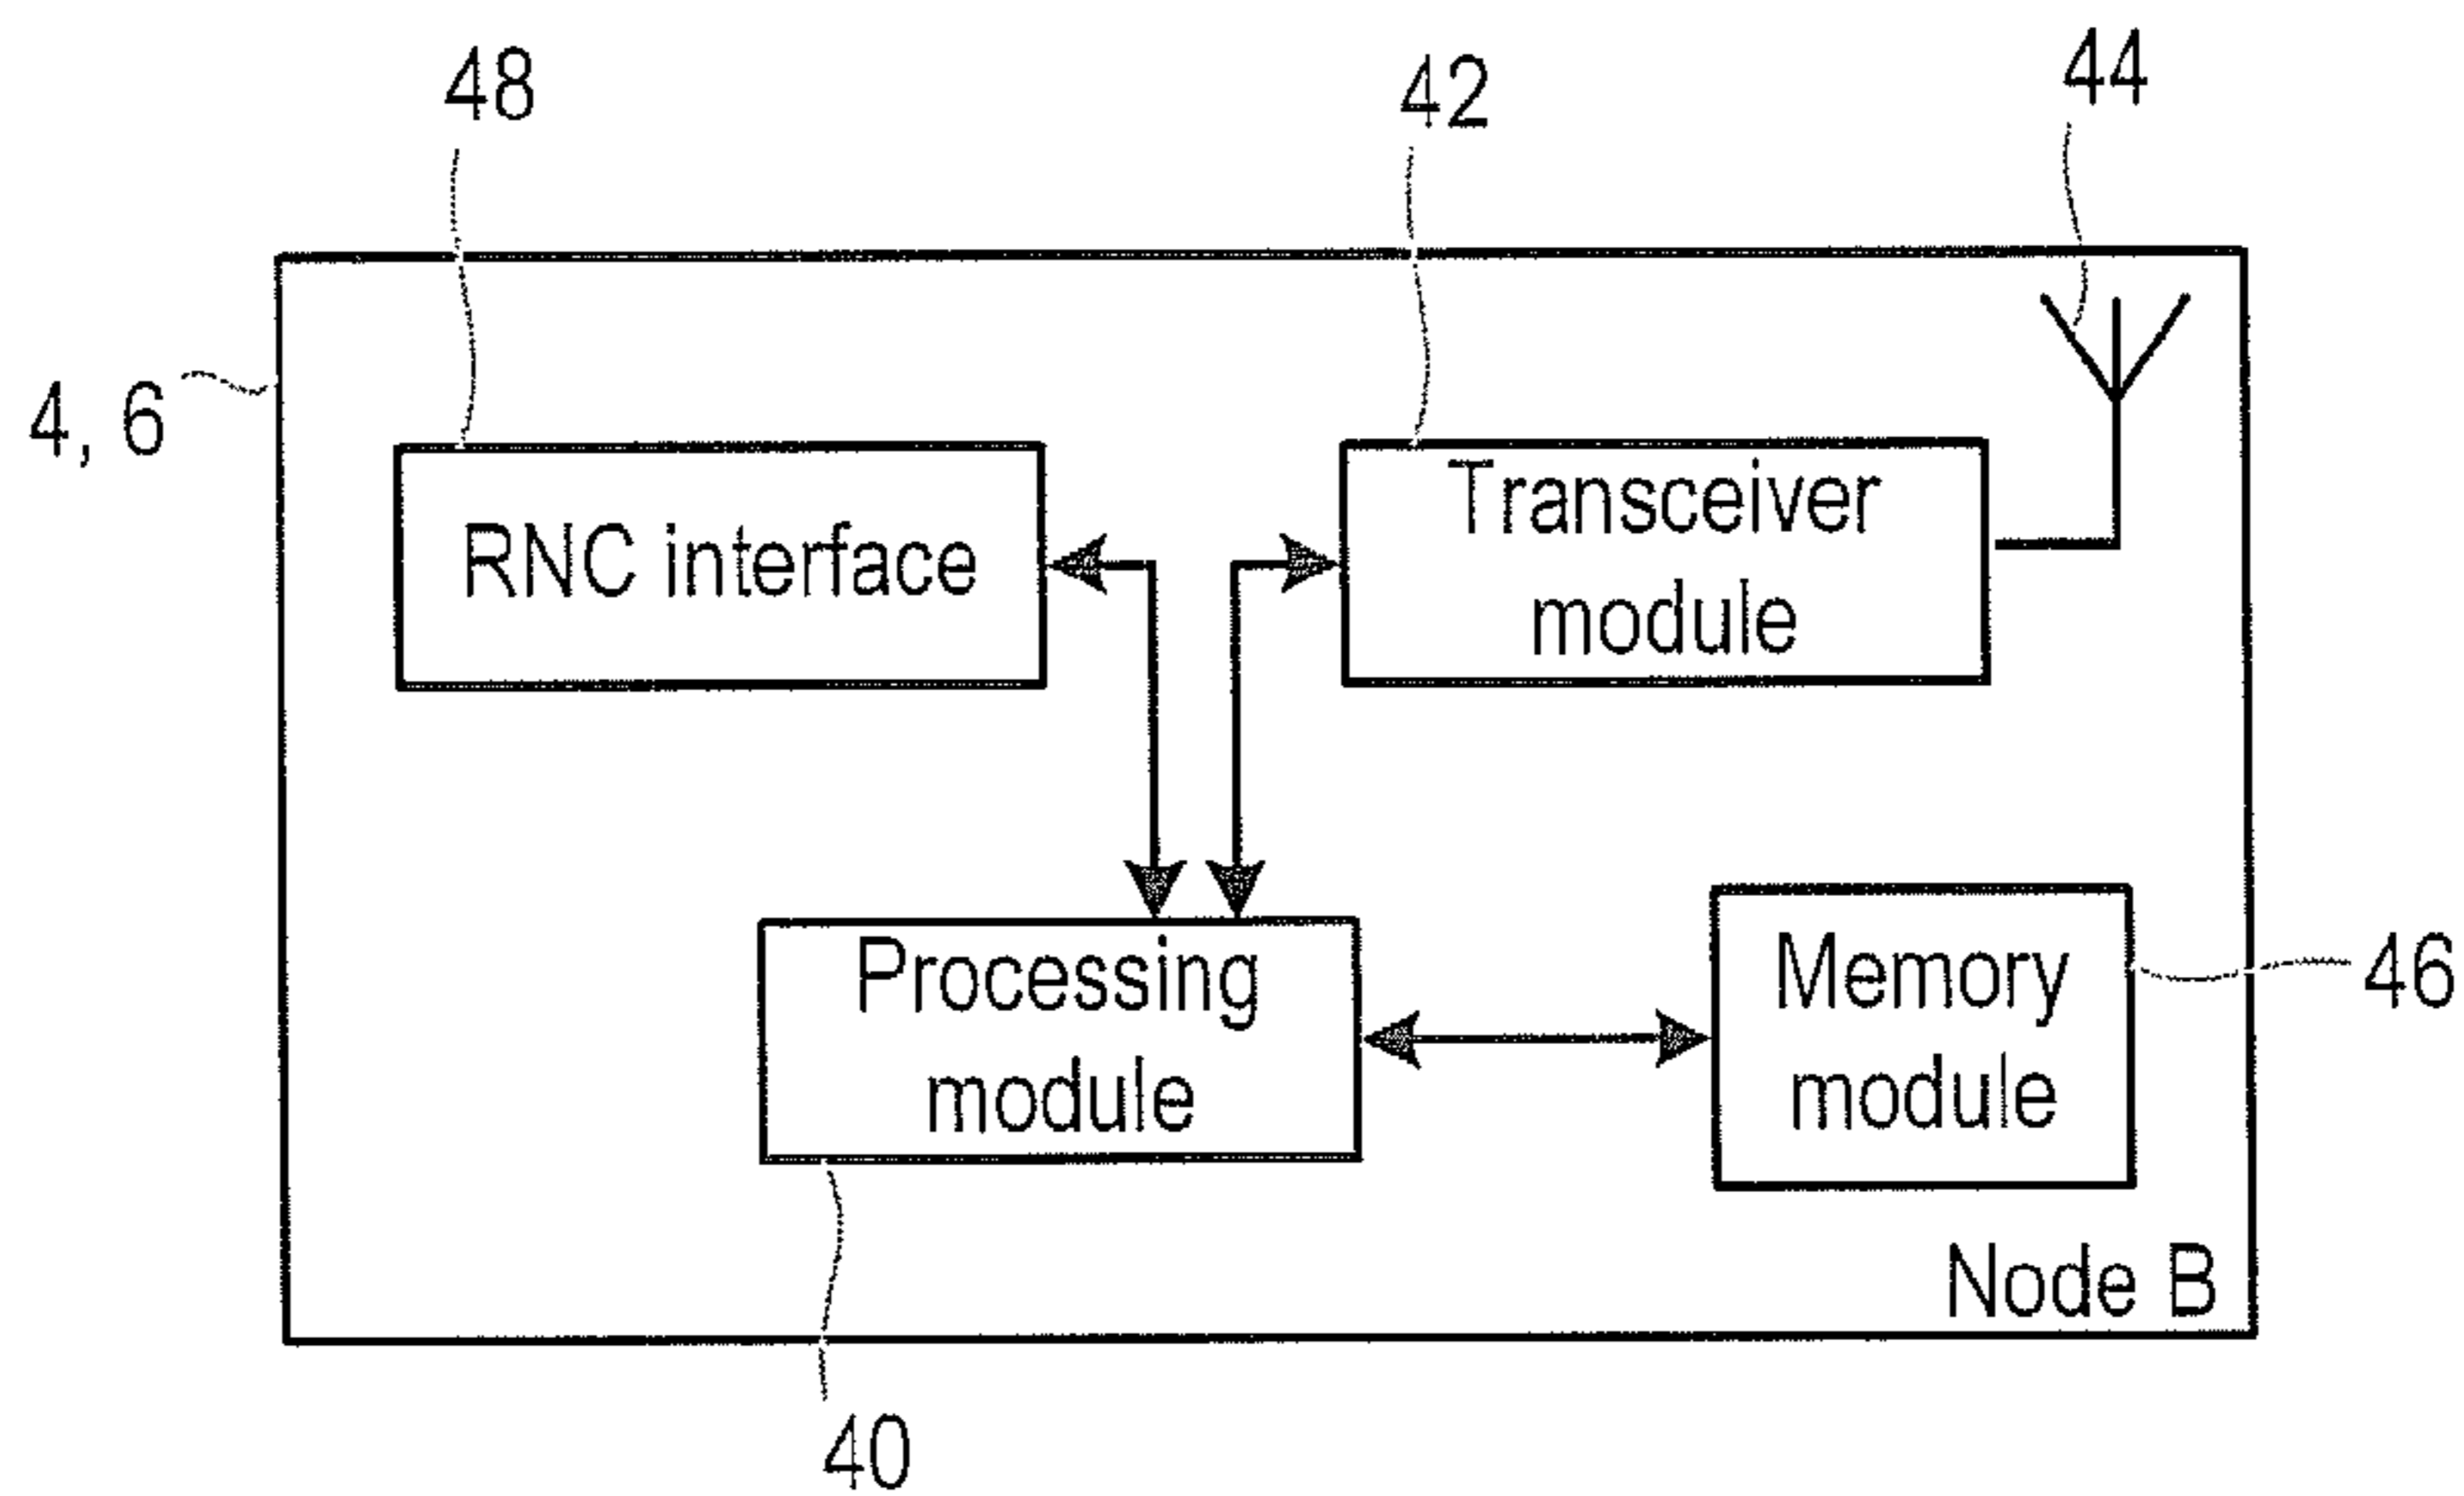 48
42
44
4, 6
RNC interface
Transceiver
module
Processing
module
Memory
module
46
Node B
40